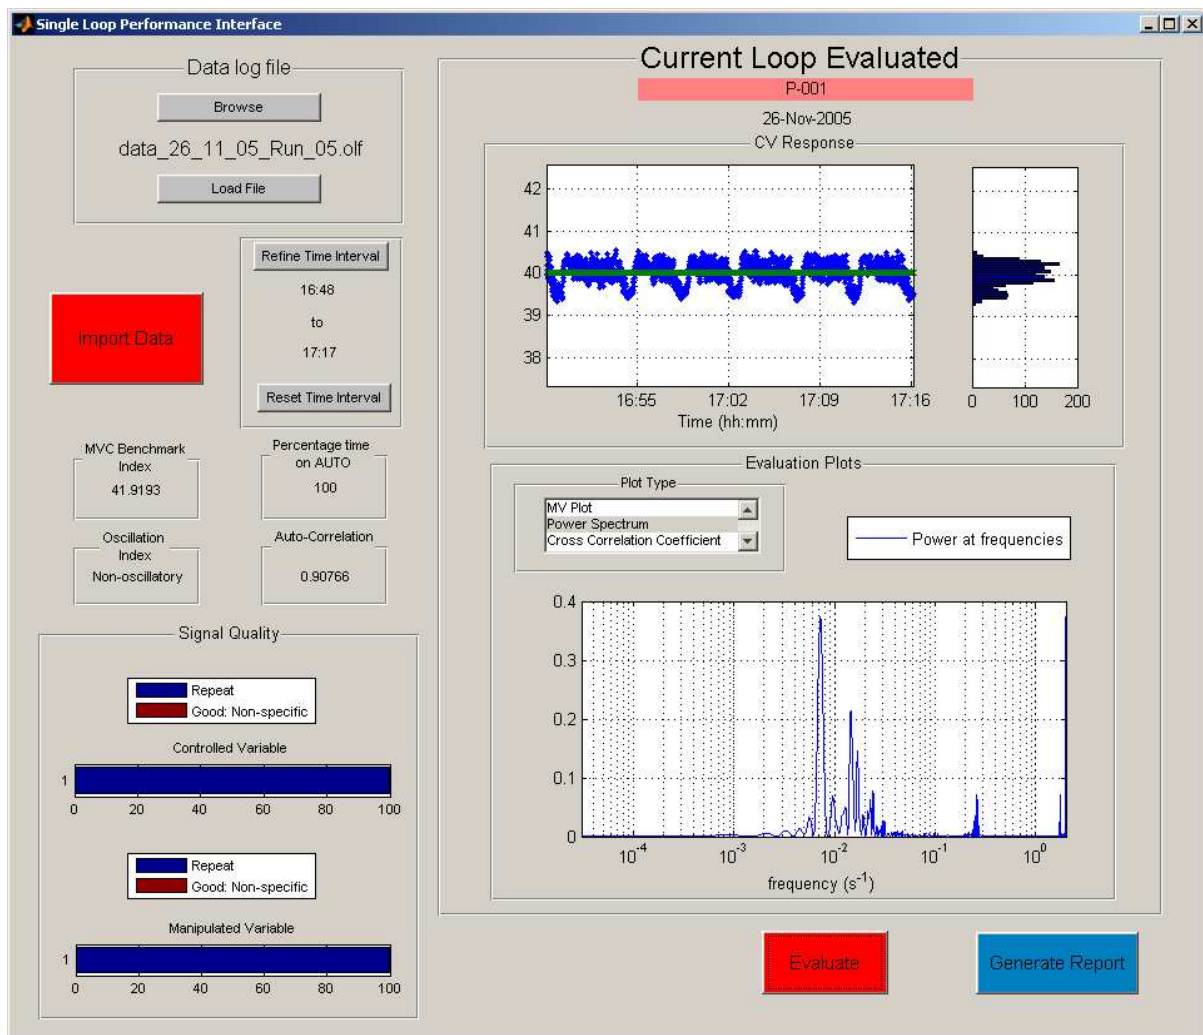 Single Loop Performance Interface
Data log file
Browse
data_26_11_05_Run_05.olf
Load File
Import Data
Refine Time Interval
16:48
to
17:17
Reset Time Interval
MVC Benchmark
Index
41.9193
Percentage time
on AUTO
100
Oscillation
Index
Non-oscillatory
Auto-Correlation
0.90766
Signal Quality
Repeat
Good: Non-specific
Controlled Variable
1
0 20 40 60 80 100
Repeat
Good: Non-specific
Manipulated Variable
1
0 20 40 60 80 100
Current Loop Evaluated
P-001
26-Nov-2005
CV Response
42
41
40
39
38
16:55 17:02 17:09 17:16
Time (hh:mm)
0 100 200
Evaluation Plots
Plot Type
MV Plot
Power Spectrum
Cross Correlation Coefficient
Power at frequencies
0.4
0.3
0.2
0.1
0
10⁻⁴ 10⁻³ 10⁻² 10⁻¹ 10⁰
frequency (s⁻¹)
Evaluate
Generate Report